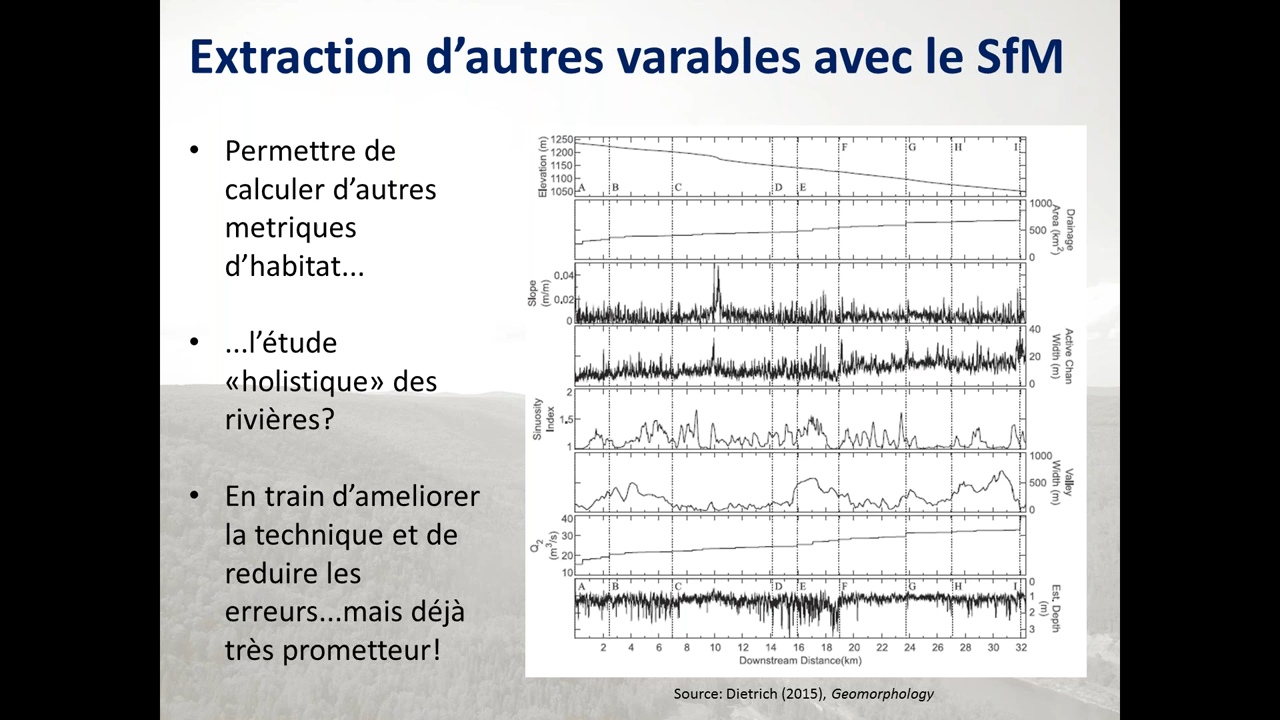 Extraction d’autres varables avec le SfM
• Permettre de
calculer d’autres
metriques
d’habitat...
• ...l’étude
«holistique» des
rivières?
• En train d’ameliorer
la technique et de
reduire les
erreurs...mais déjà
très prometteur!
Elevation (m)
1250
1200
1150
1100
1050
A B C D E F G H I
Drainage
Area (km²)
1000
500
0
Slope
(m/m)
0.04
0.02
0
Active Chan
Width (m)
40
20
0
Sinuosity
Index
2
1.5
1
Valley
Width (m)
1000
500
0
Q₂
(m³/s)
40
30
20
10
A B C D E F G H I
Est. Depth
(m)
0
1
2
3
2 4 6 8 10 12 14 16 18 20 22 24 26 28 30 32
Downstream Distance(km)
Source: Dietrich (2015), Geomorphology